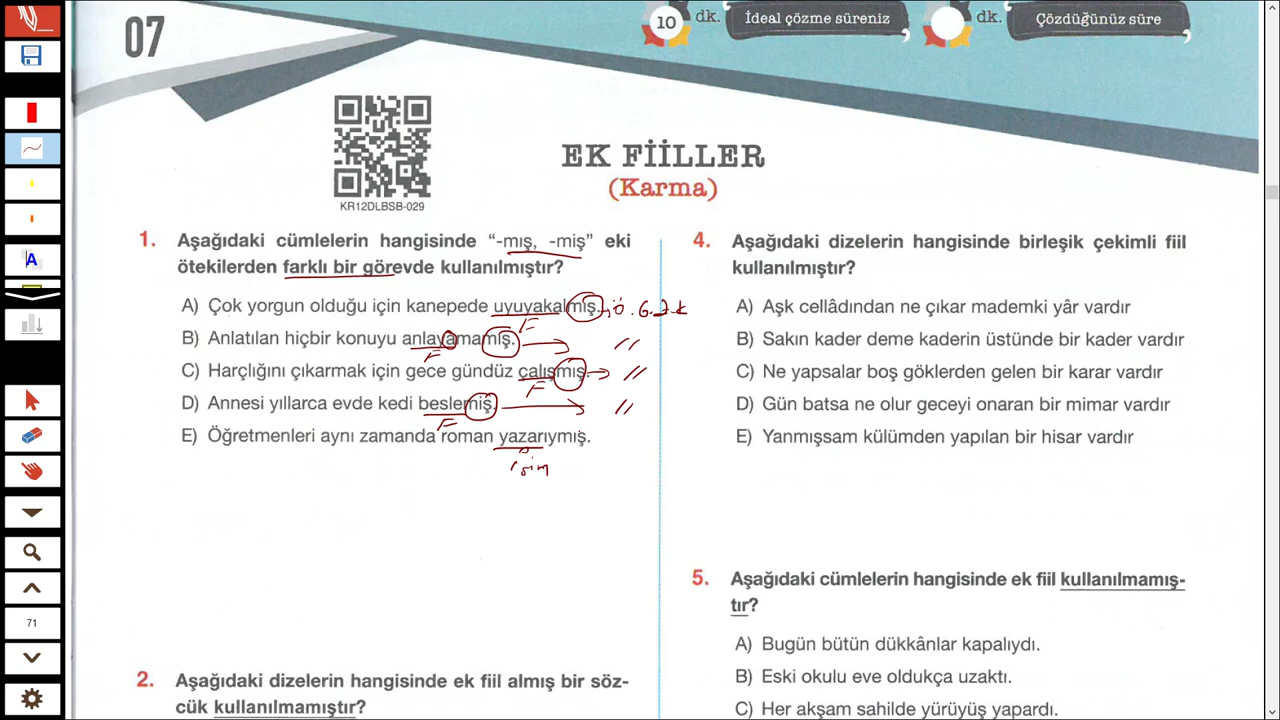 07
10 dk. İdeal çözme süreniz
dk. Çözdüğünüz süre
KR12DLBSB-029
EK FİİLLER
(Karma)
1. Aşağıdaki cümlelerin hangisinde “-mış, -miş” eki
ötekilerden farklı bir görevde kullanılmıştır?
A) Çok yorgun olduğu için kanepede uyuyakalmış.
F
B) Anlatılan hiçbir konuyu anlayamamış.
F
C) Harçlığını çıkarmak için gece gündüz çalışmış.
F
D) Annesi yıllarca evde kedi beslemiş.
F
E) Öğretmenleri aynı zamanda roman yazarıymış.
isim
2. Aşağıdaki dizelerin hangisinde ek fiil almış bir söz-
cük kullanılmamıştır?
4. Aşağıdaki dizelerin hangisinde birleşik çekimli fiil
kullanılmıştır?
A) Aşk cellâdından ne çıkar mademki yâr vardır
B) Sakın kader deme kaderin üstünde bir kader vardır
C) Ne yapsalar boş göklerden gelen bir karar vardır
D) Gün batsa ne olur geceyi onaran bir mimar vardır
E) Yanmışsam külümden yapılan bir hisar vardır
5. Aşağıdaki cümlelerin hangisinde ek fiil kullanılmamış-
tır?
A) Bugün bütün dükkânlar kapalıydı.
B) Eski okulu eve oldukça uzaktı.
C) Her akşam sahilde yürüyüş yapardı.
A
71